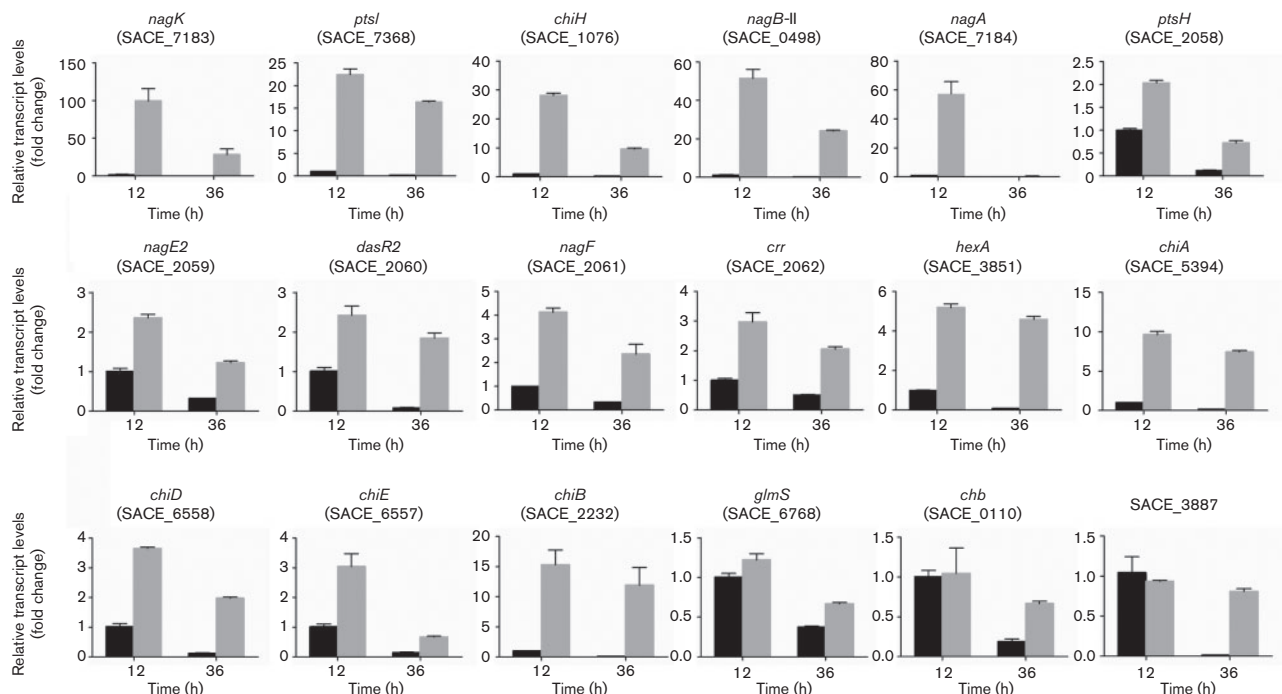 nagK
(SACE_7183)
ptsI
(SACE_7368)
chiH
(SACE_1076)
nagB-II
(SACE_0498)
nagA
(SACE_7184)
ptsH
(SACE_2058)
Relative transcript levels
(fold change)
150
100
50
0
12
36
Time (h)
25
20
15
10
5
0
12
36
Time (h)
40
30
20
10
0
12
36
Time (h)
60
40
20
0
12
36
Time (h)
80
60
40
20
0
12
36
Time (h)
2.5
2.0
1.5
1.0
0.5
0
12
36
Time (h)
nagE2
(SACE_2059)
dasR2
(SACE_2060)
nagF
(SACE_2061)
crr
(SACE_2062)
hexA
(SACE_3851)
chiA
(SACE_5394)
Relative transcript levels
(fold change)
3
2
1
0
12
36
Time (h)
3
2
1
0
12
36
Time (h)
5
4
3
2
1
0
12
36
Time (h)
4
3
2
1
0
12
36
Time (h)
6
4
2
0
12
36
Time (h)
15
10
5
0
12
36
Time (h)
chiD
(SACE_6558)
chiE
(SACE_6557)
chiB
(SACE_2232)
glmS
(SACE_6768)
chb
(SACE_0110)
SACE_3887
Relative transcript levels
(fold change)
4
3
2
1
0
12
36
Time (h)
4
3
2
1
0
12
36
Time (h)
20
15
10
5
0
12
36
Time (h)
1.5
1.0
0.5
0.0
12
36
Time (h)
1.5
1.0
0.5
0.0
12
36
Time (h)
1.5
1.0
0.5
0.0
12
36
Time (h)